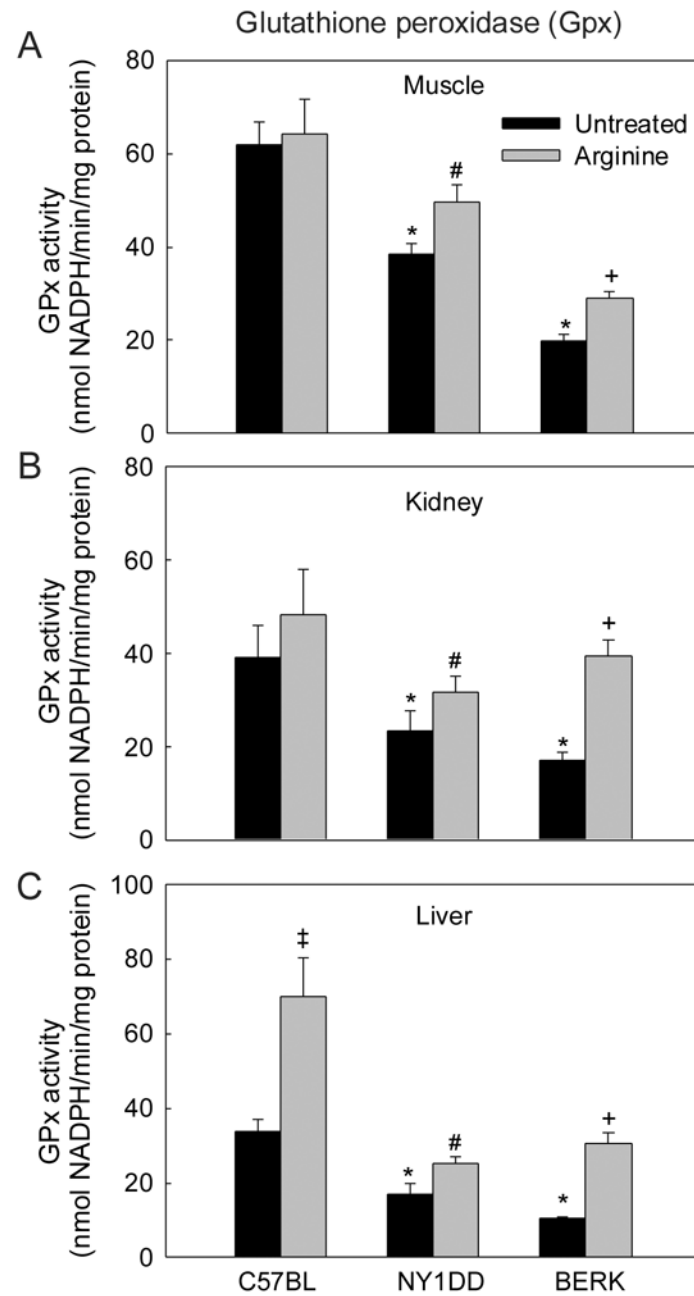 Glutathione peroxidase (Gpx)
A
Muscle
Untreated
Arginine
GPx activity
(nmol NADPH/min/mg protein)
80
60
40
20
0
*
#
*
+
B
Kidney
GPx activity
(nmol NADPH/min/mg protein)
80
60
40
20
0
*
#
*
+
C
Liver
GPx activity
(nmol NADPH/min/mg protein)
100
80
60
40
20
0
‡
*
#
*
+
C57BL NY1DD BERK